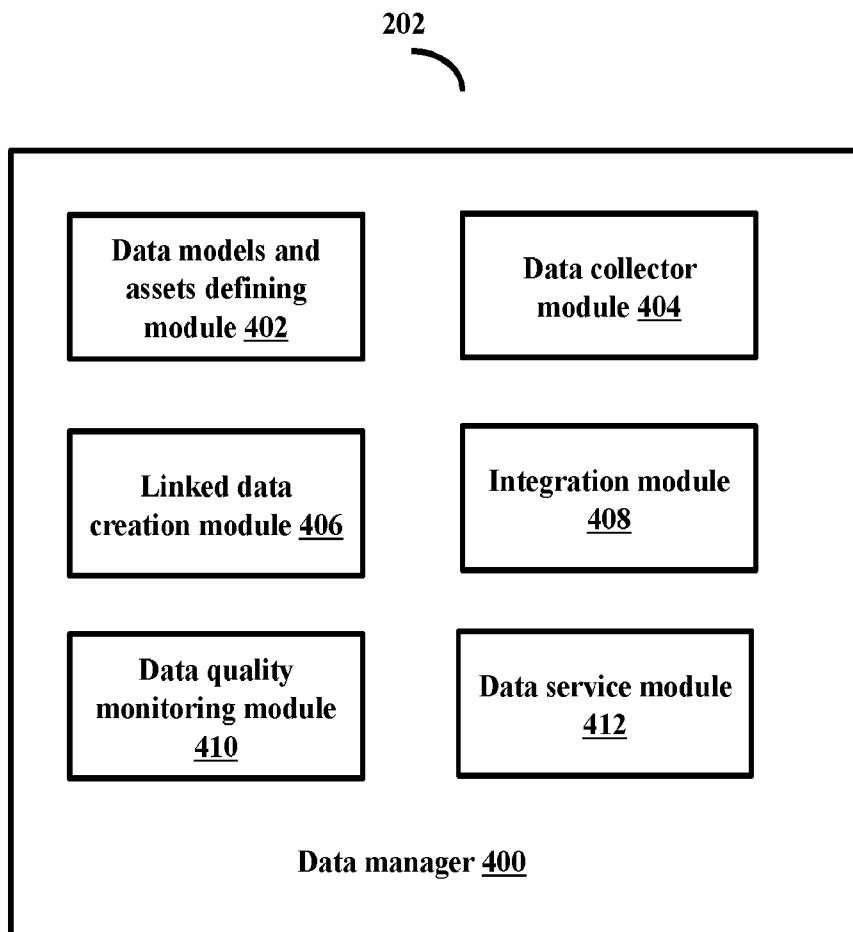 202
Data models and
assets defining
module 402
Data collector
module 404
Linked data
creation module 406
Integration module
408
Data quality
monitoring module
410
Data service module
412
Data manager 400